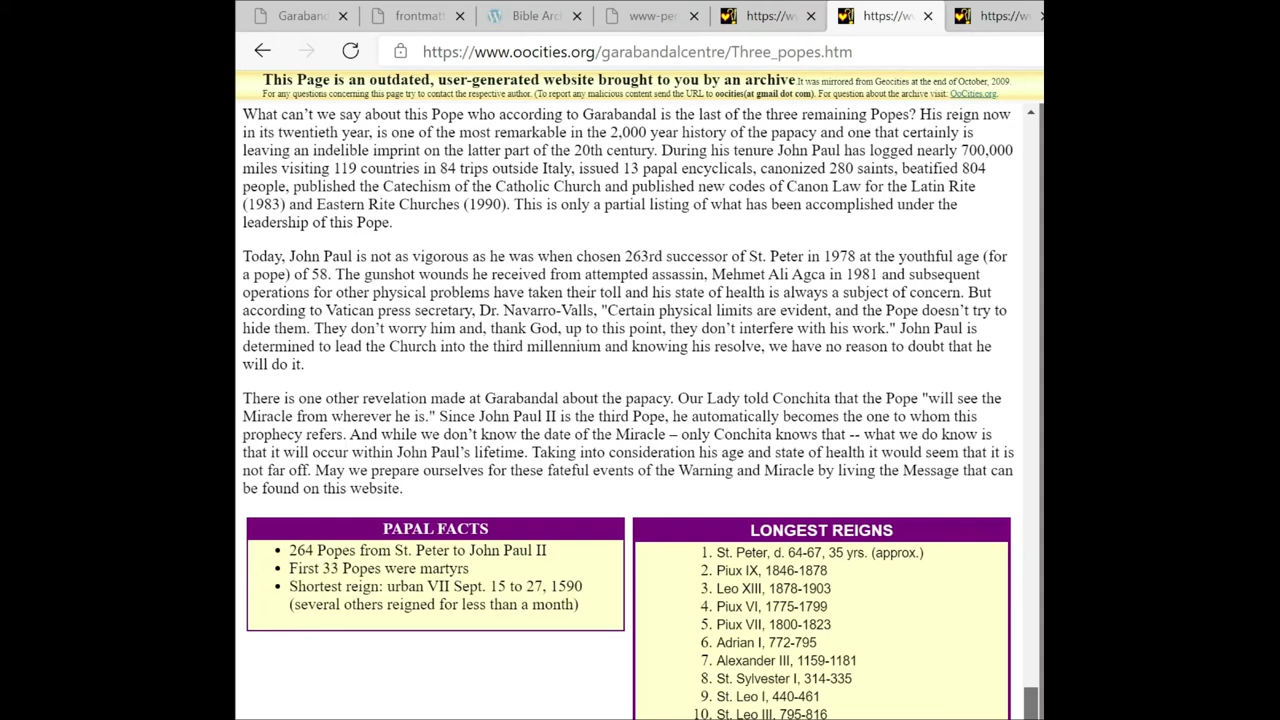 Garaband
frontmat
Bible Arc
www-per
https://w
https://w
https://w
https://www.oocities.org/garabandalcentre/Three_popes.htm
This Page is an outdated, user-generated website brought to you by an archive It was mirrored from Geocities at the end of October, 2009.
For any questions concerning this page try to contact the respective author. (To report any malicious content send the URL to oocities(at gmail dot com). For question about the archive visit: OoCities.org.
What can't we say about this Pope who according to Garabandal is the last of the three remaining Popes? His reign now
in its twentieth year, is one of the most remarkable in the 2,000 year history of the papacy and one that certainly is
leaving an indelible imprint on the latter part of the 20th century. During his tenure John Paul has logged nearly 700,000
miles visiting 119 countries in 84 trips outside Italy, issued 13 papal encyclicals, canonized 280 saints, beatified 804
people, published the Catechism of the Catholic Church and published new codes of Canon Law for the Latin Rite
(1983) and Eastern Rite Churches (1990). This is only a partial listing of what has been accomplished under the
leadership of this Pope.
Today, John Paul is not as vigorous as he was when chosen 263rd successor of St. Peter in 1978 at the youthful age (for
a pope) of 58. The gunshot wounds he received from attempted assassin, Mehmet Ali Agca in 1981 and subsequent
operations for other physical problems have taken their toll and his state of health is always a subject of concern. But
according to Vatican press secretary, Dr. Navarro-Valls, "Certain physical limits are evident, and the Pope doesn't try to
hide them. They don't worry him and, thank God, up to this point, they don't interfere with his work." John Paul is
determined to lead the Church into the third millennium and knowing his resolve, we have no reason to doubt that he
will do it.
There is one other revelation made at Garabandal about the papacy. Our Lady told Conchita that the Pope "will see the
Miracle from wherever he is." Since John Paul II is the third Pope, he automatically becomes the one to whom this
prophecy refers. And while we don't know the date of the Miracle – only Conchita knows that -- what we do know is
that it will occur within John Paul's lifetime. Taking into consideration his age and state of health it would seem that it is
not far off. May we prepare ourselves for these fateful events of the Warning and Miracle by living the Message that can
be found on this website.
PAPAL FACTS
• 264 Popes from St. Peter to John Paul II
• First 33 Popes were martyrs
• Shortest reign: urban VII Sept. 15 to 27, 1590
(several others reigned for less than a month)
LONGEST REIGNS
1. St. Peter, d. 64-67, 35 yrs. (approx.)
2. Piux IX, 1846-1878
3. Leo XIII, 1878-1903
4. Piux VI, 1775-1799
5. Piux VII, 1800-1823
6. Adrian I, 772-795
7. Alexander III, 1159-1181
8. St. Sylvester I, 314-335
9. St. Leo I, 440-461
10. St. Leo III, 795-816